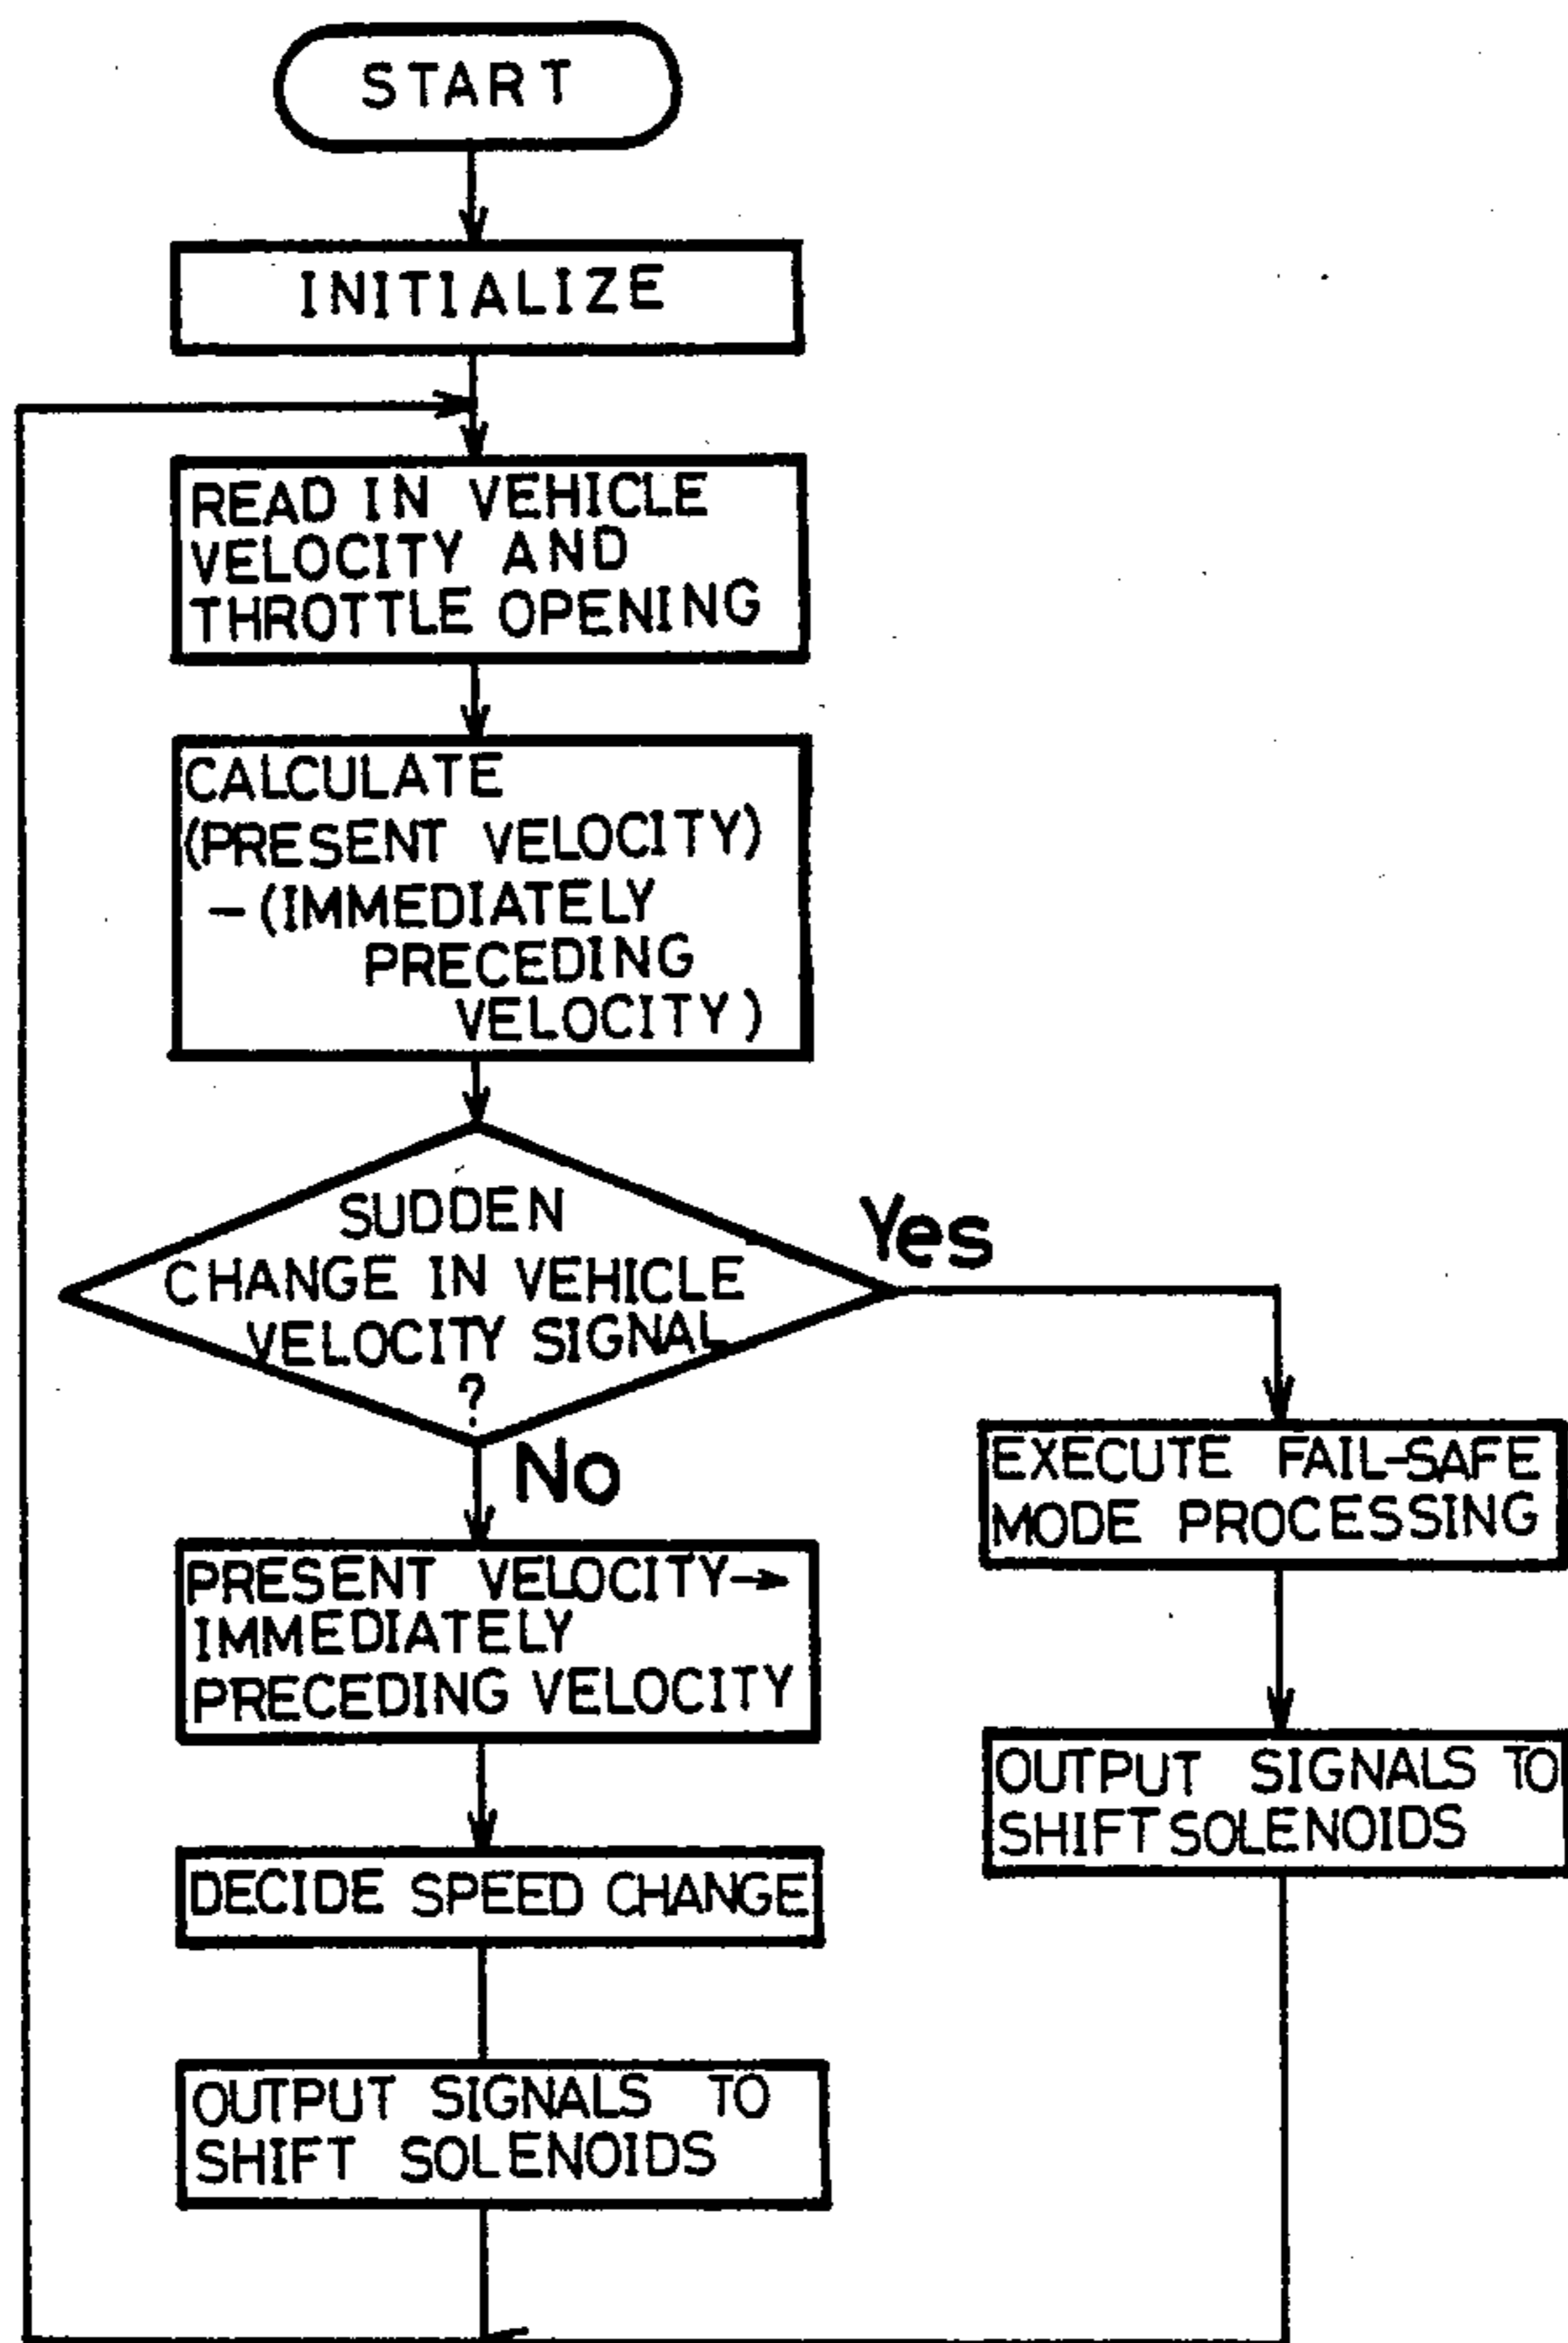 START
INITIALIZE
READ IN VEHICLE
VELOCITY AND
THROTTLE OPENING
CALCULATE
(PRESENT VELOCITY)
-(IMMEDIATELY
PRECEDING
VELOCITY)
SUDDEN
CHANGE IN VEHICLE
VELOCITY SIGNAL
?
Yes
No
PRESENT VELOCITY→
IMMEDIATELY
PRECEDING VELOCITY
DECIDE SPEED CHANGE
OUTPUT SIGNALS TO
SHIFT SOLENOIDS
EXECUTE FAIL-SAFE
MODE PROCESSING
OUTPUT SIGNALS TO
SHIFT SOLENOIDS